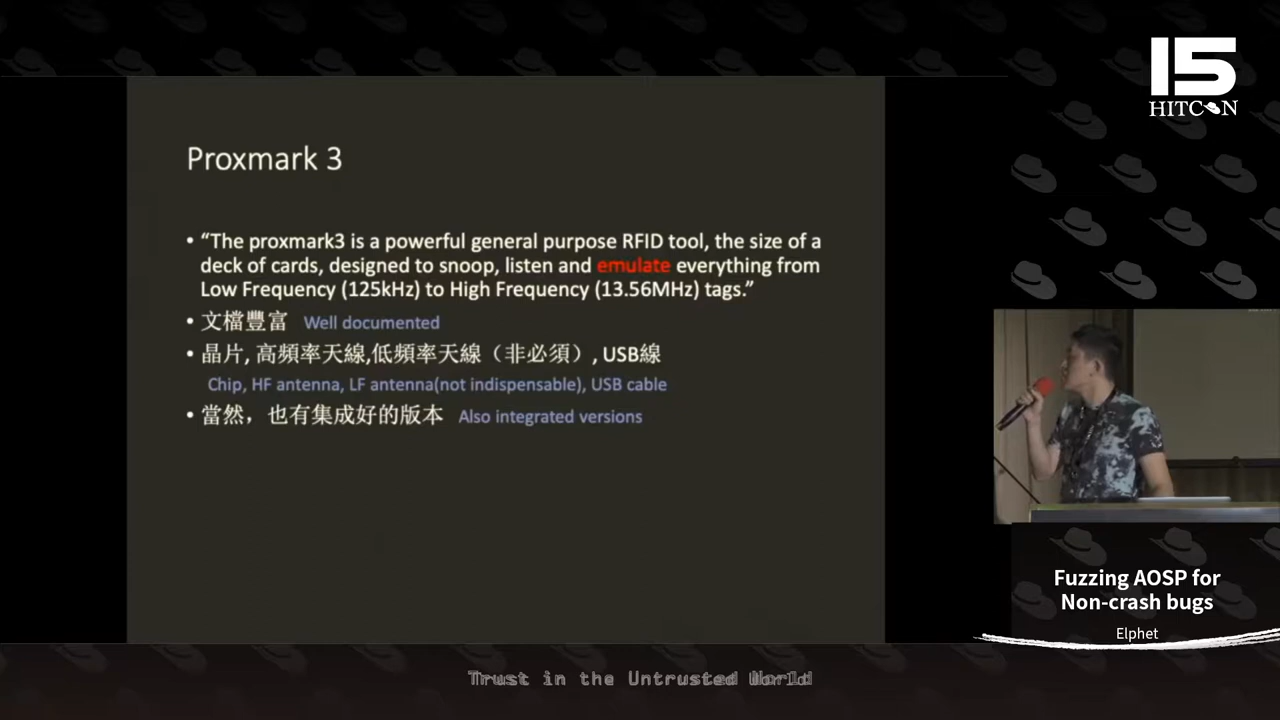 15
HITCON
Proxmark 3
• “The proxmark3 is a powerful general purpose RFID tool, the size of a
deck of cards, designed to snoop, listen and emulate everything from
Low Frequency (125kHz) to High Frequency (13.56MHz) tags.”
• 文檔豐富 Well documented
• 晶片, 高頻率天線,低頻率天線（非必須）, USB線
Chip, HF antenna, LF antenna(not indispensable), USB cable
• 當然，也有集成好的版本 Also integrated versions
Fuzzing AOSP for
Non-crash bugs
Elphet
Trust in the Untrusted World